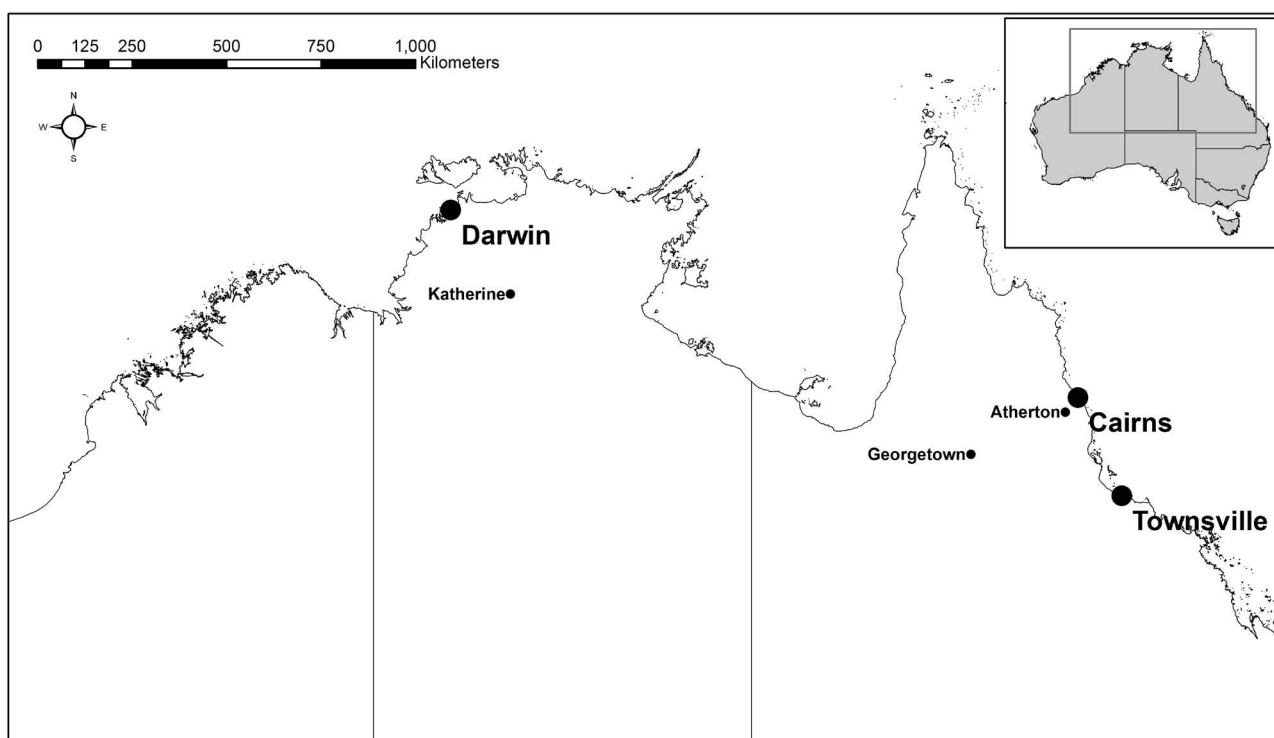 0 125 250 500 750 1,000
Kilometers
N
W E
S
Darwin
Katherine
Atherton
Cairns
Georgetown
Townsville